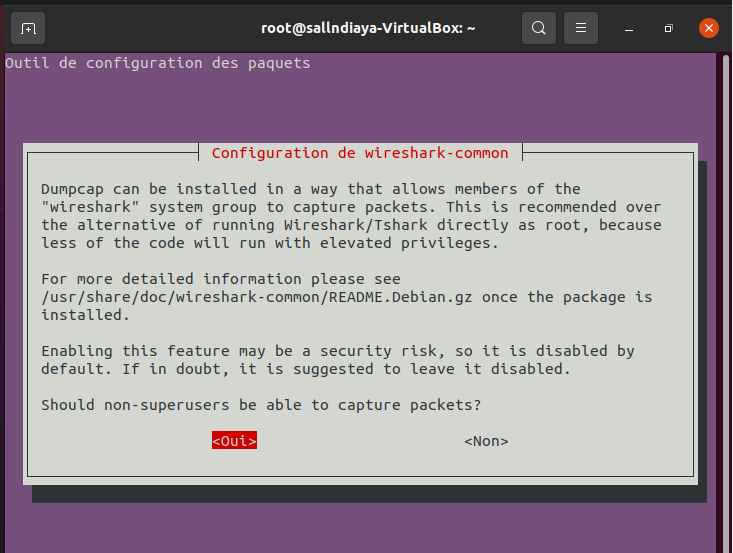 root@sallndiaya-VirtualBox: ~
Outil de configuration des paquets
Configuration de wireshark-common
Dumpcap can be installed in a way that allows members of the
"wireshark" system group to capture packets. This is recommended over
the alternative of running Wireshark/Tshark directly as root, because
less of the code will run with elevated privileges.
For more detailed information please see
/usr/share/doc/wireshark-common/README.Debian.gz once the package is
installed.
Enabling this feature may be a security risk, so it is disabled by
default. If in doubt, it is suggested to leave it disabled.
Should non-superusers be able to capture packets?
<Oui> <Non>